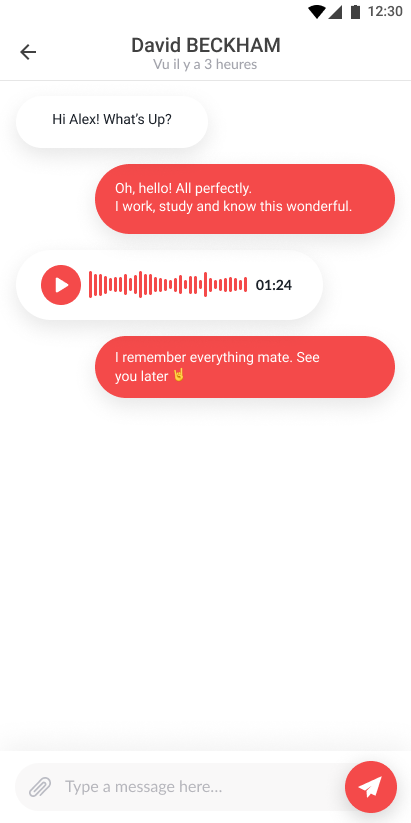 12:30
David BECKHAM
Vu il y a 3 heures
Hi Alex! What’s Up?
Oh, hello! All perfectly.
I work, study and know this wonderful.
01:24
I remember everything mate. See
you later 🤘
Type a message here...